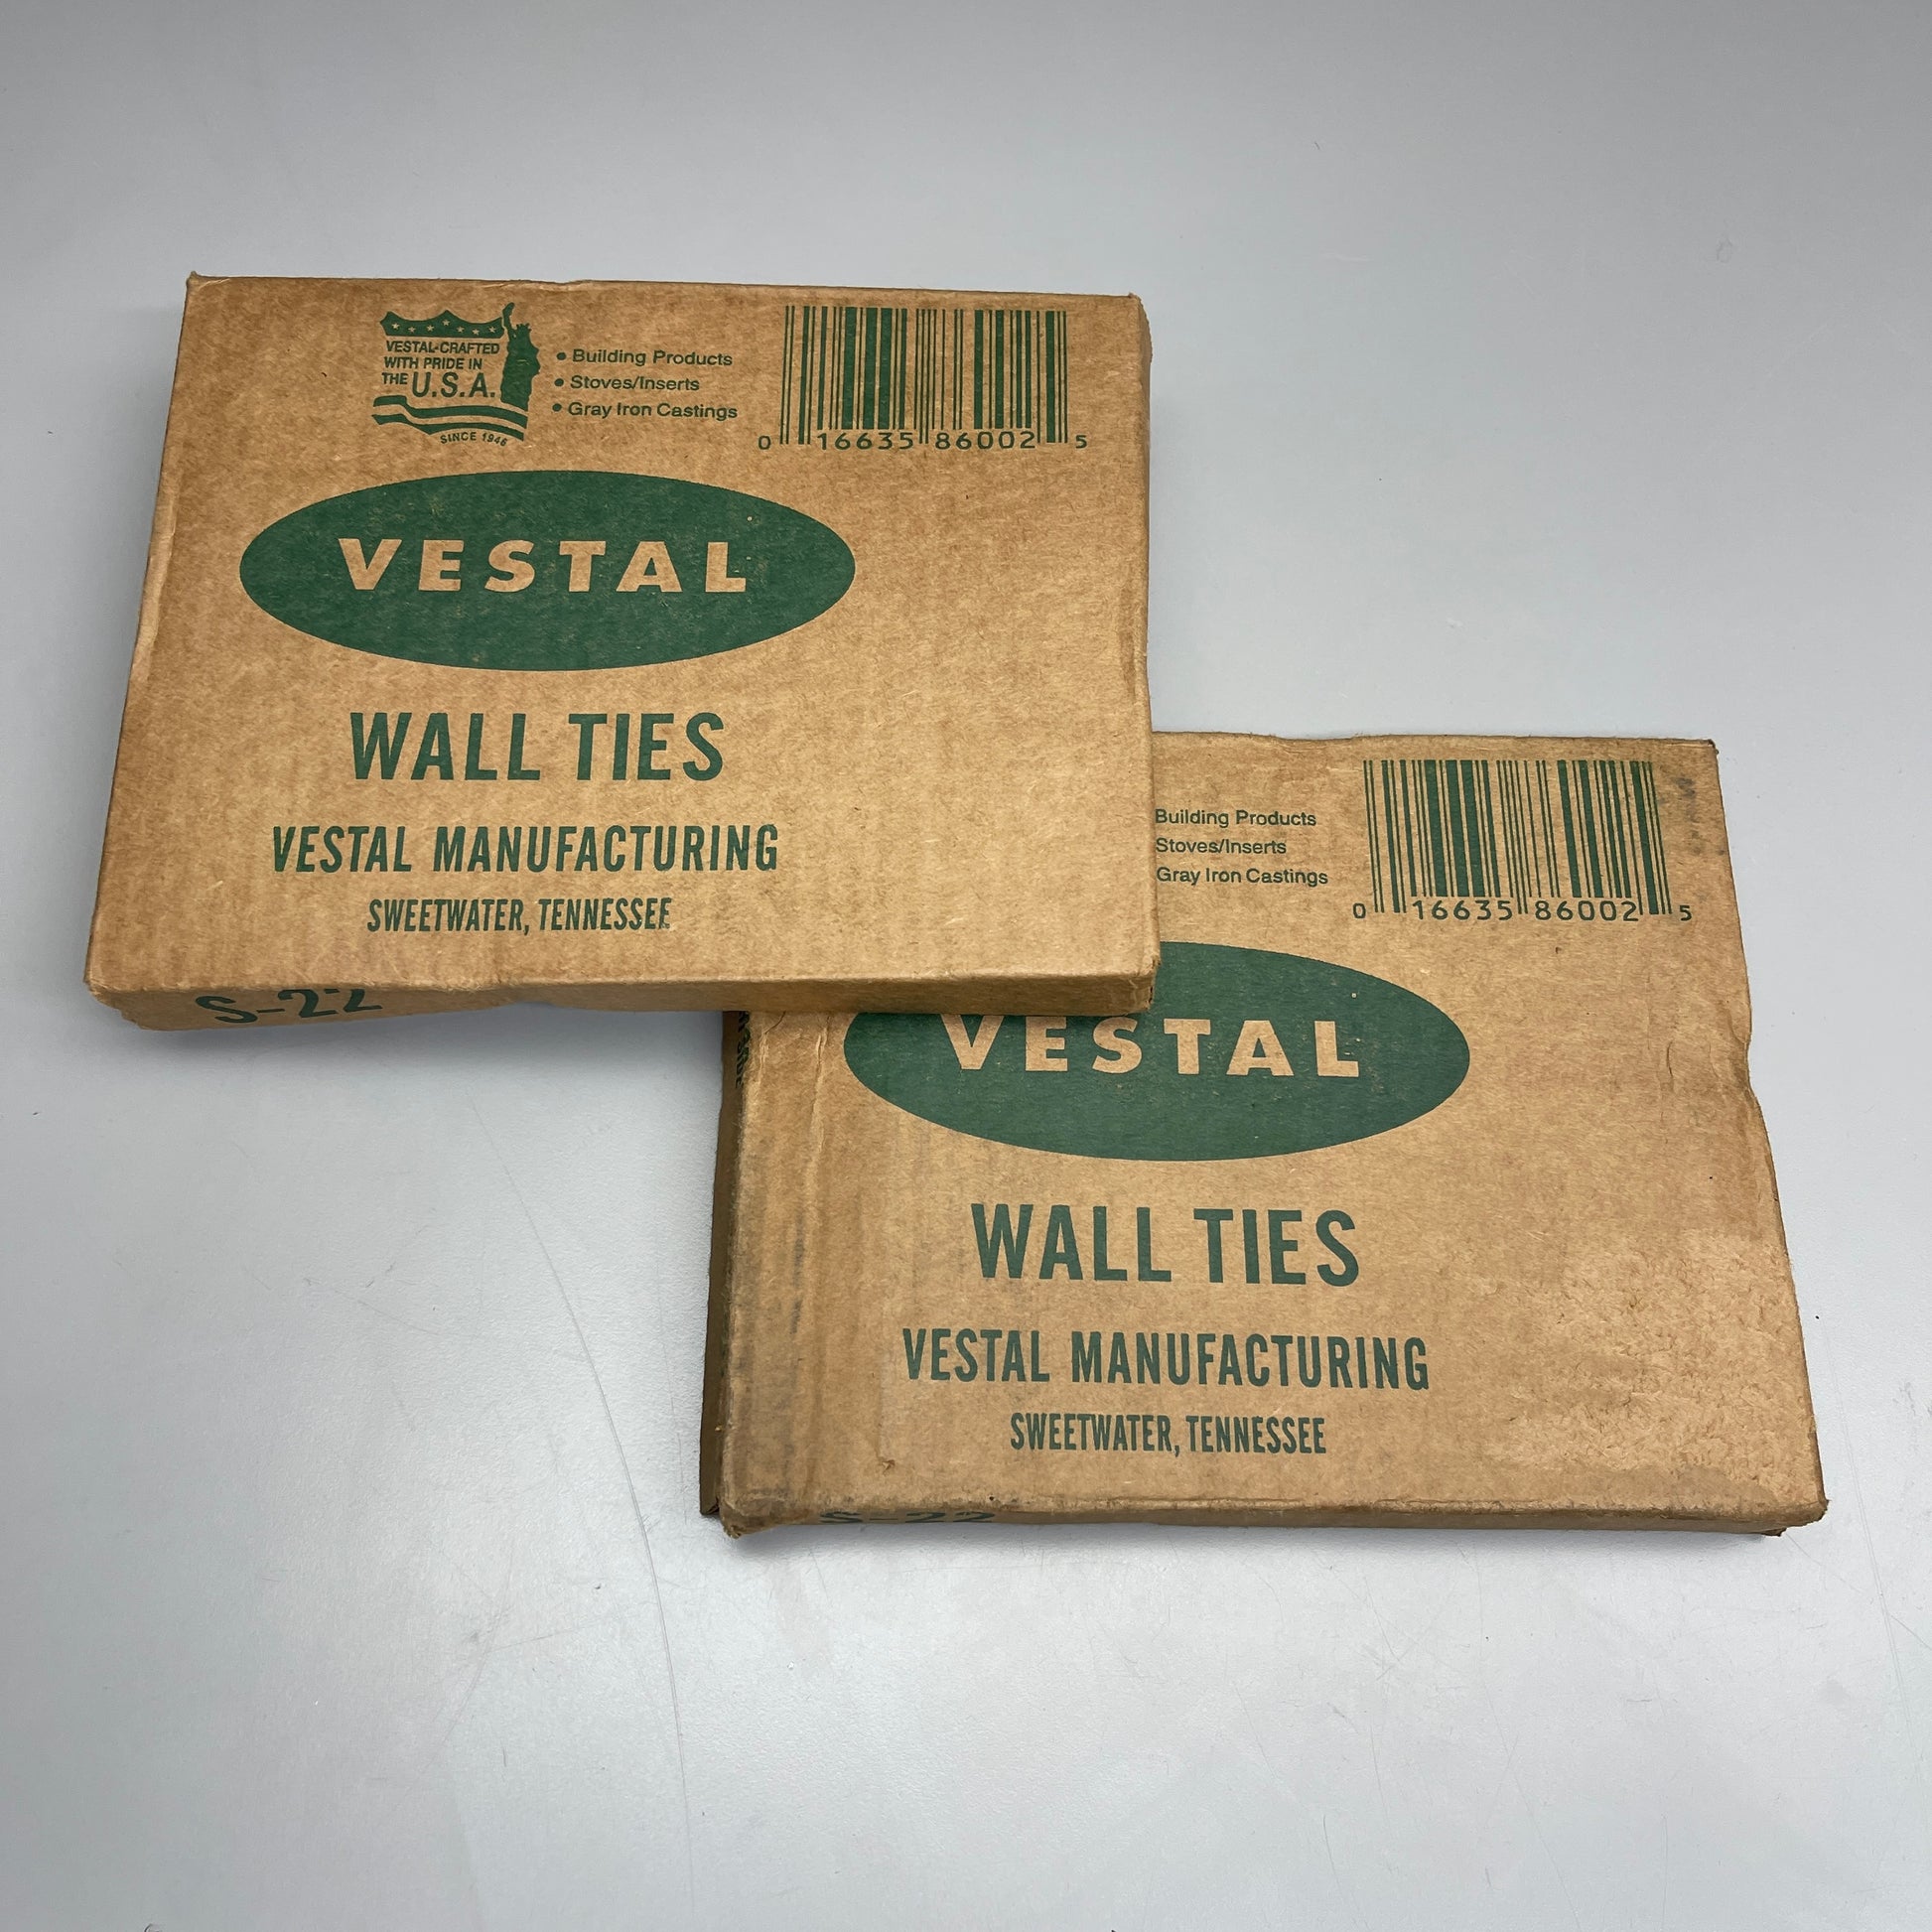 VESTAL-CRAFTED
WITH PRIDE IN
THE U.S.A.
SINCE 1946
• Building Products
• Stoves/Inserts
• Gray Iron Castings
0 16635 86002 5
VESTAL
WALL TIES
VESTAL MANUFACTURING
SWEETWATER, TENNESSEE
S-22
Building Products
Stoves/Inserts
Gray Iron Castings
0 16635 86002 5
VESTAL
WALL TIES
VESTAL MANUFACTURING
SWEETWATER, TENNESSEE
S-22